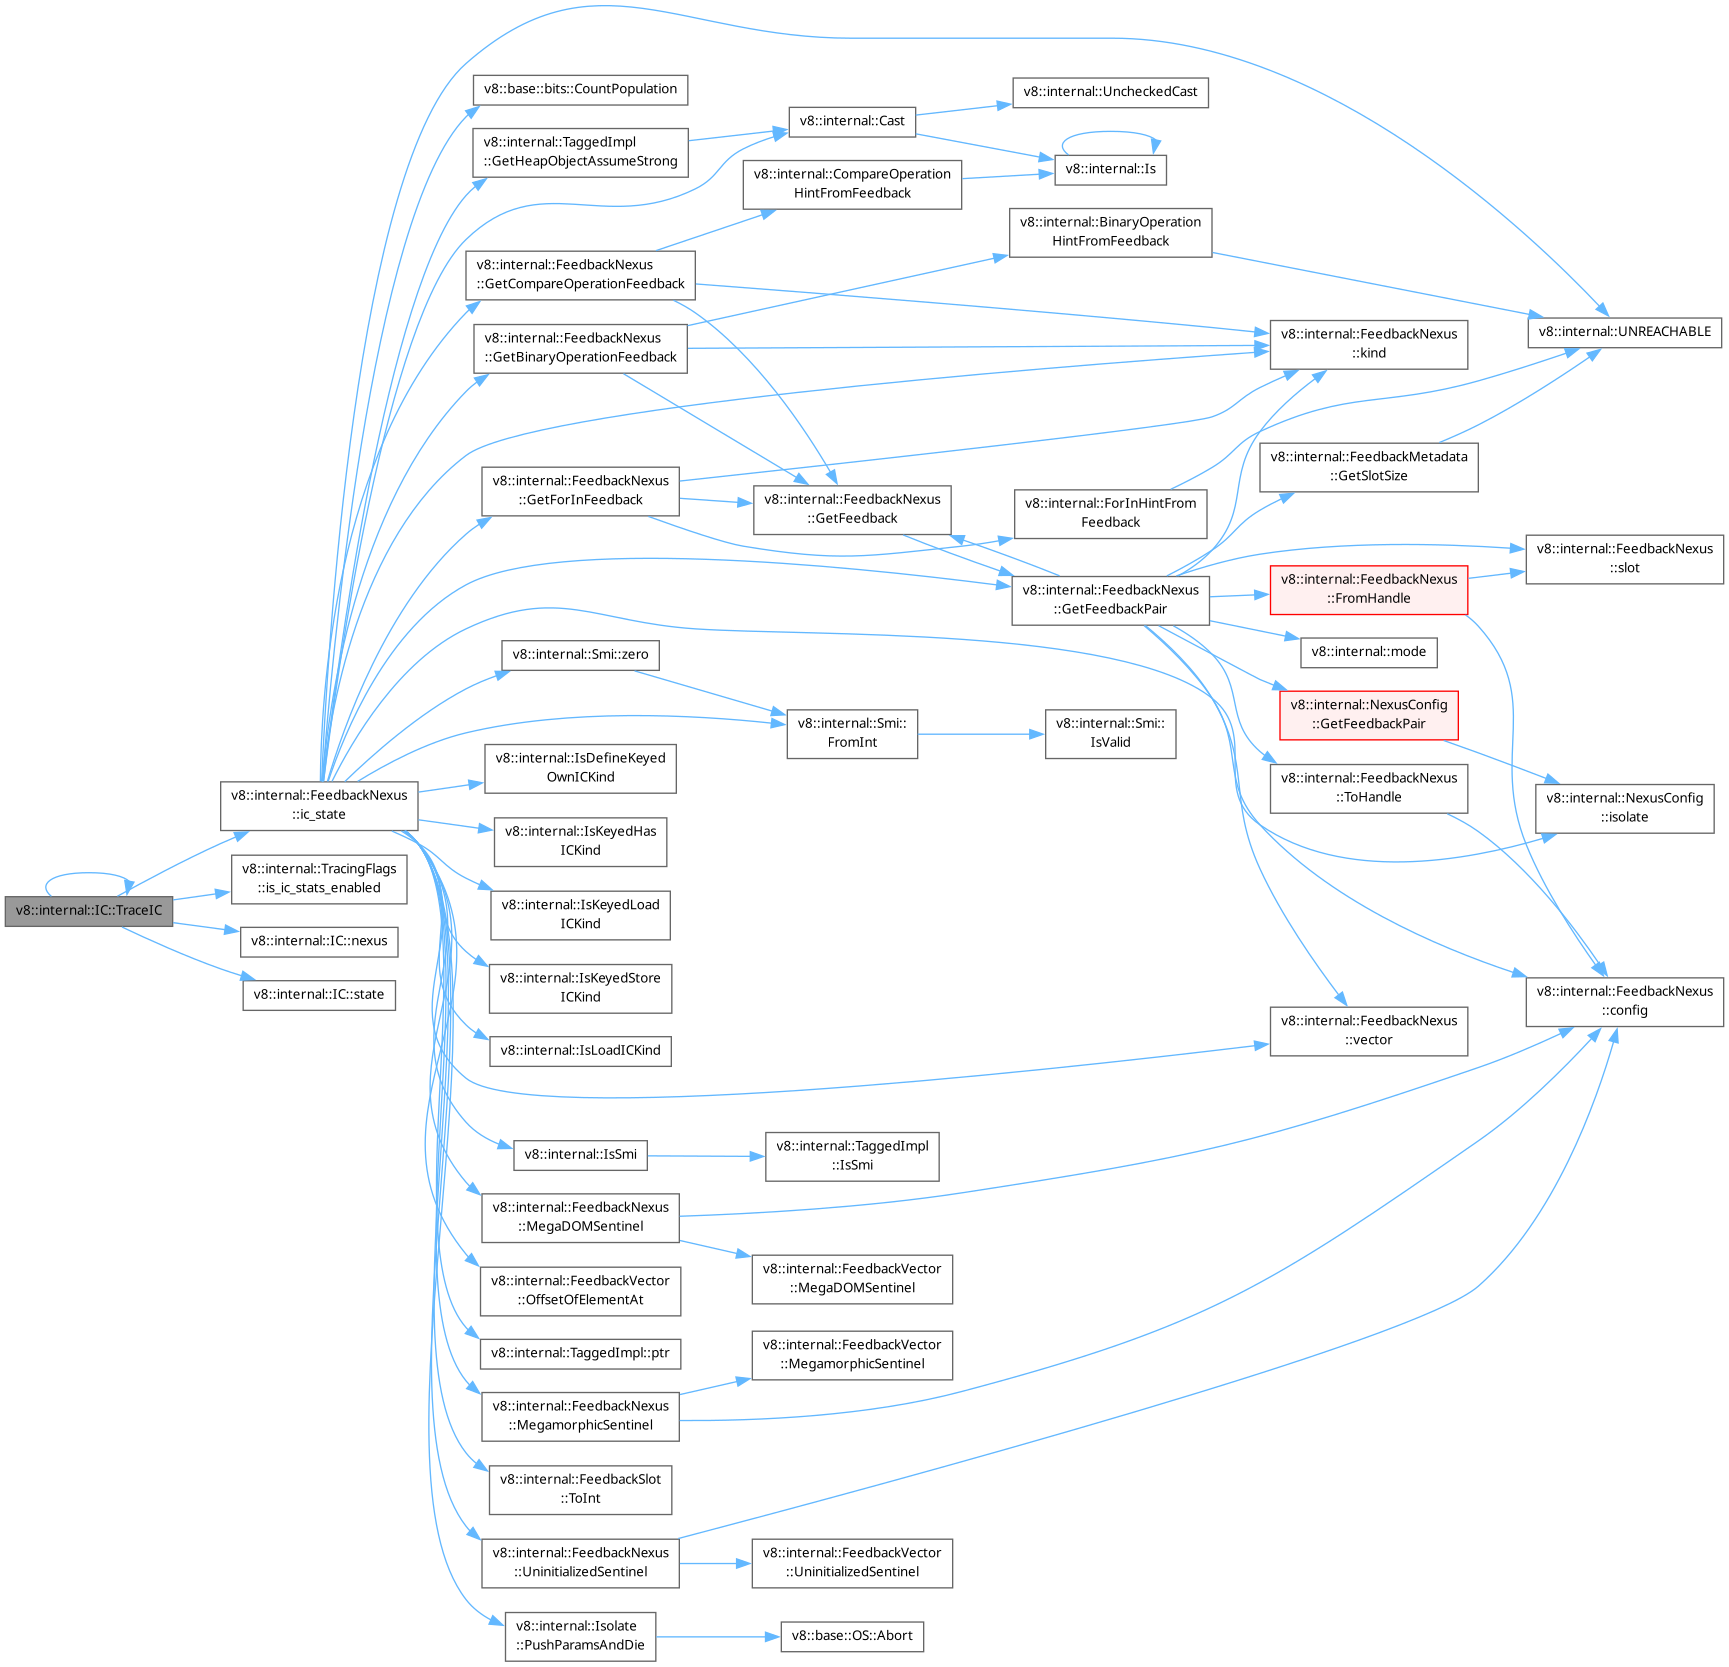 v8::internal::IC::TraceIC
v8::internal::FeedbackNexus
::ic_state
v8::internal::TracingFlags
::is_ic_stats_enabled
v8::internal::IC::nexus
v8::internal::IC::state
v8::base::bits::CountPopulation
v8::internal::TaggedImpl
::GetHeapObjectAssumeStrong
v8::internal::FeedbackNexus
::GetCompareOperationFeedback
v8::internal::FeedbackNexus
::GetBinaryOperationFeedback
v8::internal::FeedbackNexus
::GetForInFeedback
v8::internal::Smi::zero
v8::internal::IsDefineKeyed
OwnICKind
v8::internal::IsKeyedHas
ICKind
v8::internal::IsKeyedLoad
ICKind
v8::internal::IsKeyedStore
ICKind
v8::internal::IsLoadICKind
v8::internal::IsSmi
v8::internal::FeedbackNexus
::MegaDOMSentinel
v8::internal::FeedbackVector
::OffsetOfElementAt
v8::internal::TaggedImpl::ptr
v8::internal::FeedbackNexus
::MegamorphicSentinel
v8::internal::FeedbackSlot
::ToInt
v8::internal::FeedbackNexus
::UninitializedSentinel
v8::internal::Isolate
::PushParamsAndDie
v8::internal::Cast
v8::internal::CompareOperation
HintFromFeedback
v8::internal::FeedbackNexus
::GetFeedback
v8::internal::Smi::
FromInt
v8::internal::TaggedImpl
::IsSmi
v8::internal::FeedbackVector
::MegaDOMSentinel
v8::internal::FeedbackVector
::MegamorphicSentinel
v8::internal::FeedbackVector
::UninitializedSentinel
v8::base::OS::Abort
v8::internal::UncheckedCast
v8::internal::Is
v8::internal::BinaryOperation
HintFromFeedback
v8::internal::ForInHintFrom
Feedback
v8::internal::FeedbackNexus
::GetFeedbackPair
v8::internal::Smi::
IsValid
v8::internal::FeedbackNexus
::kind
v8::internal::FeedbackMetadata
::GetSlotSize
v8::internal::FeedbackNexus
::FromHandle
v8::internal::mode
v8::internal::NexusConfig
::GetFeedbackPair
v8::internal::FeedbackNexus
::ToHandle
v8::internal::FeedbackNexus
::vector
v8::internal::UNREACHABLE
v8::internal::FeedbackNexus
::slot
v8::internal::NexusConfig
::isolate
v8::internal::FeedbackNexus
::config